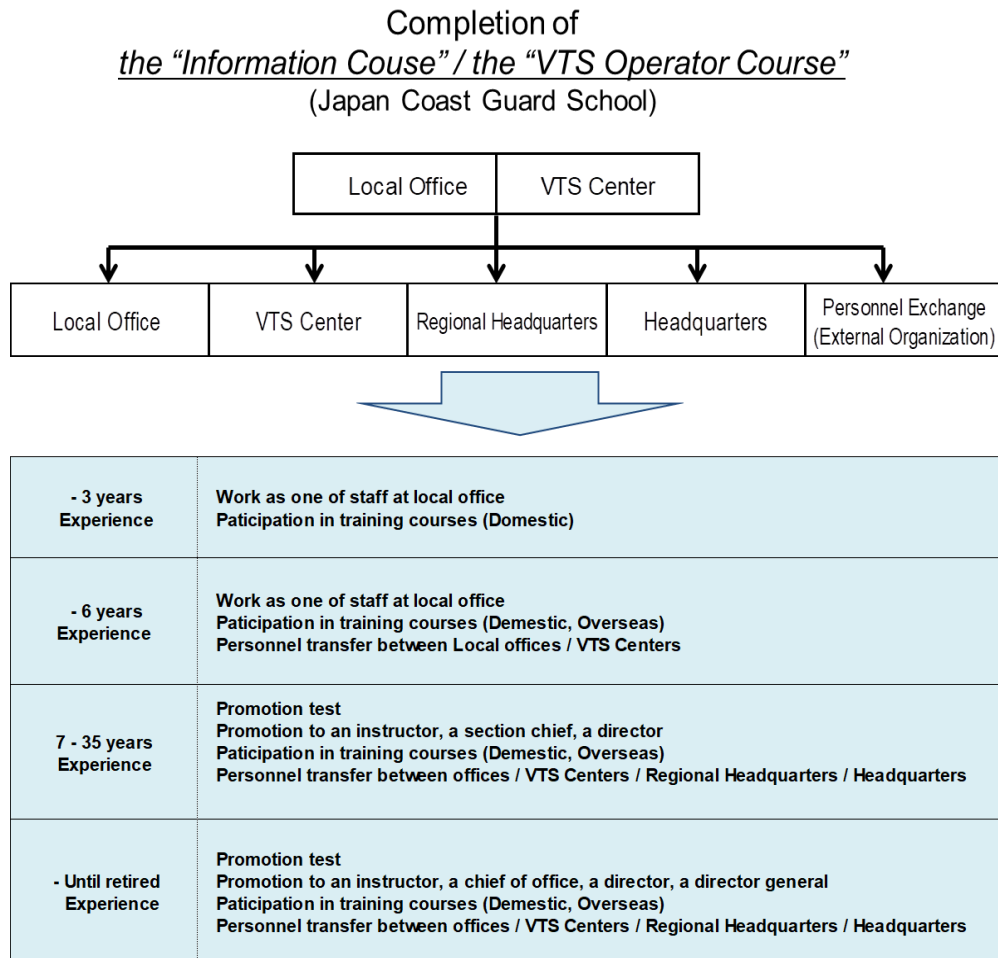 Completion of
the “Information Couse” / the “VTS Operator Course”
(Japan Coast Guard School)
Local Office
VTS Center
Local Office
VTS Center
Regional Headquarters
Headquarters
Personnel Exchange
(External Organization)
- 3 years
Experience
Work as one of staff at local office
Paticipation in training courses (Domestic)
- 6 years
Experience
Work as one of staff at local office
Paticipation in training courses (Demestic, Overseas)
Personnel transfer between Local offices / VTS Centers
7 - 35 years
Experience
Promotion test
Promotion to an instructor, a section chief, a director
Paticipation in training courses (Demestic, Overseas)
Personnel transfer between offices / VTS Centers / Regional Headquarters / Headquarters
- Until retired
Experience
Promotion test
Promotion to an instructor, a chief of office, a director, a director general
Paticipation in training courses (Demestic, Overseas)
Personnel transfer between offices / VTS Centers / Regional Headquarters / Headquarters